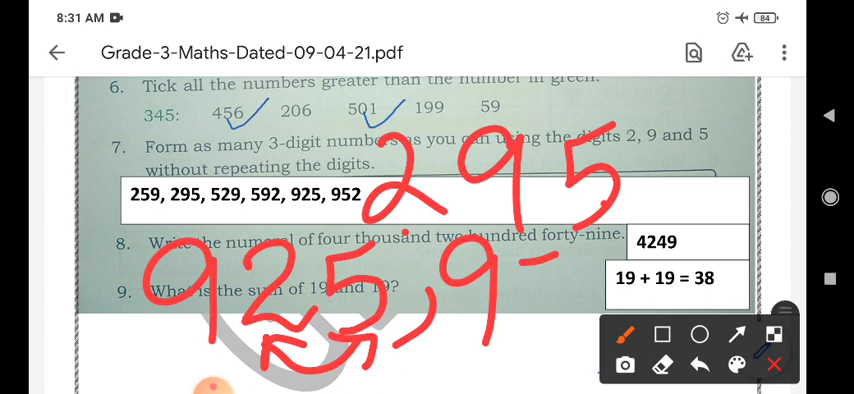 8:31 AM
84
Grade-3-Maths-Dated-09-04-21.pdf
6. Tick all the numbers greater than the number in green.
345: 456 206 501 199 59
7. Form as many 3-digit numbers as you can using the digits 2, 9 and 5
without repeating the digits.
295
259, 295, 529, 592, 925, 952
8. Write the numeral of four thousand two hundred forty-nine. 4249
925, 9-
9. What is the sum of 19 and 19? 19 + 19 = 38